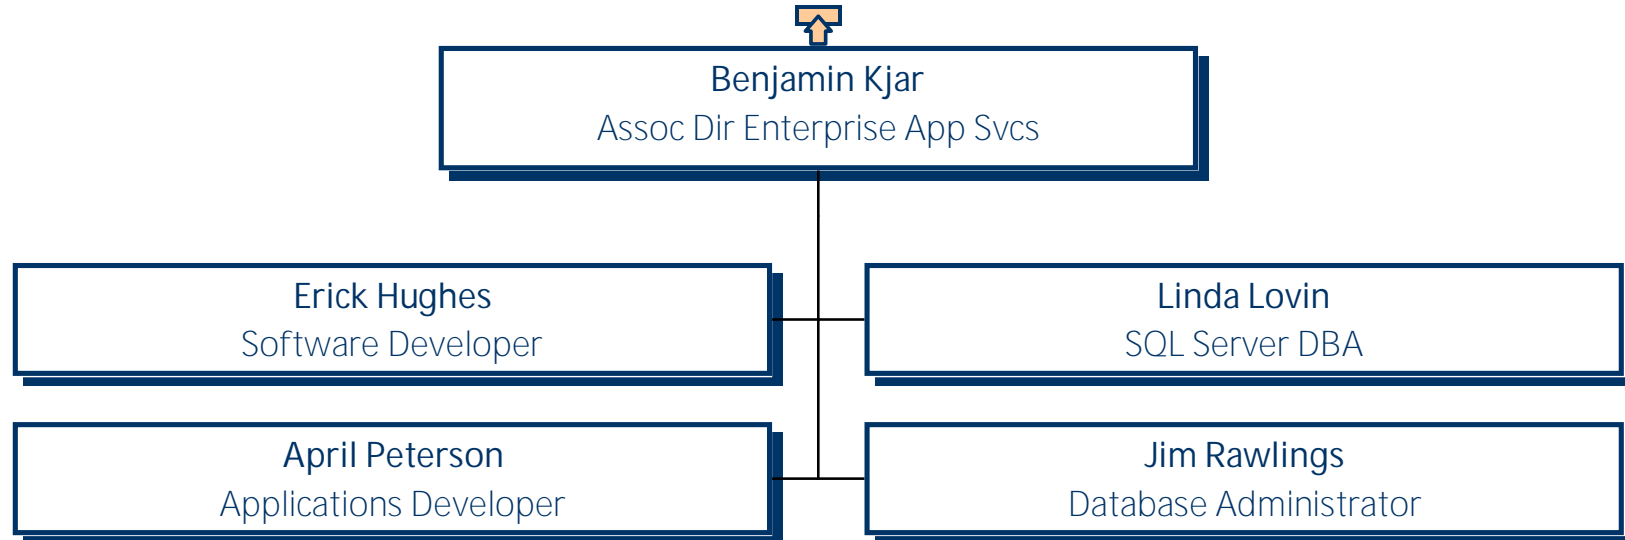 Benjamin Kjar
Assoc Dir Enterprise App Svcs
Erick Hughes
Software Developer
Linda Lovin
SQL Server DBA
April Peterson
Applications Developer
Jim Rawlings
Database Administrator